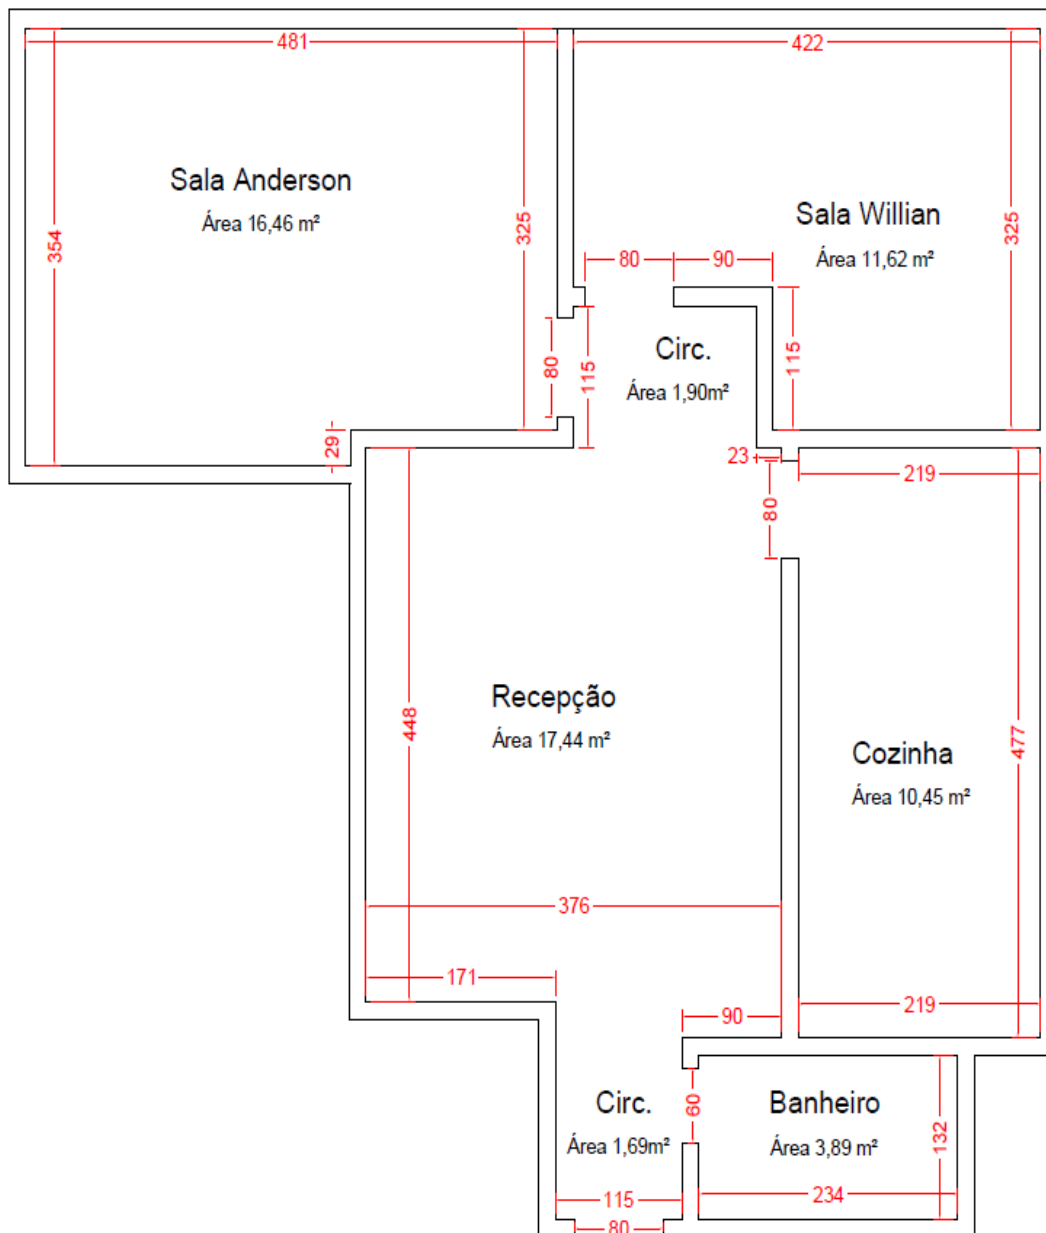 481
422
Sala Anderson
Área 16,46 m²
354
325
Sala Willian
Área 11,62 m²
325
80
90
Circ.
Área 1,90m²
80
115
115
29
23
219
80
Recepção
Área 17,44 m²
448
477
Cozinha
Área 10,45 m²
376
171
90
219
Circ.
Área 1,69m²
60
Banheiro
Área 3,89 m²
132
115
234
80